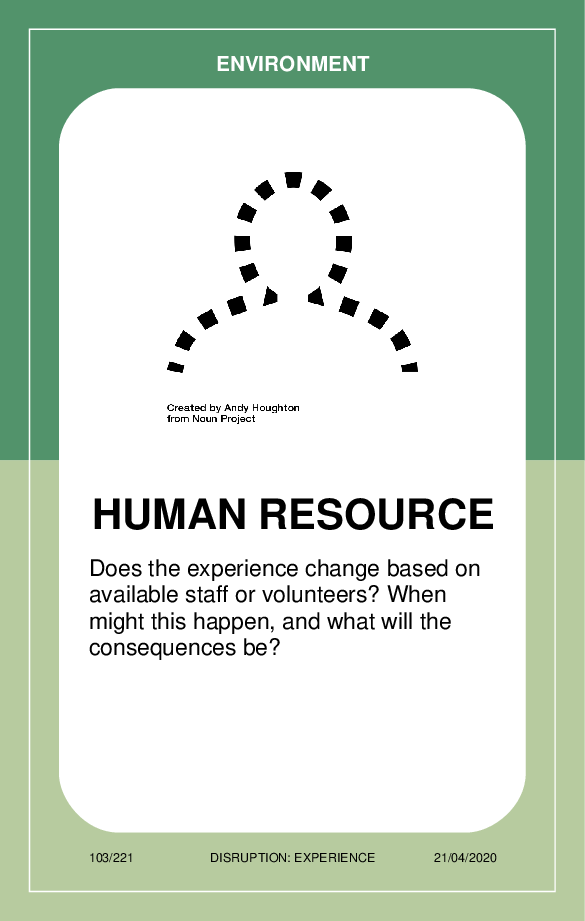 ENVIRONMENT
Created by Andy Houghton
from Noun Project
HUMAN RESOURCE
Does the experience change based on
available staff or volunteers? When
might this happen, and what will the
consequences be?
103/221 DISRUPTION: EXPERIENCE 21/04/2020